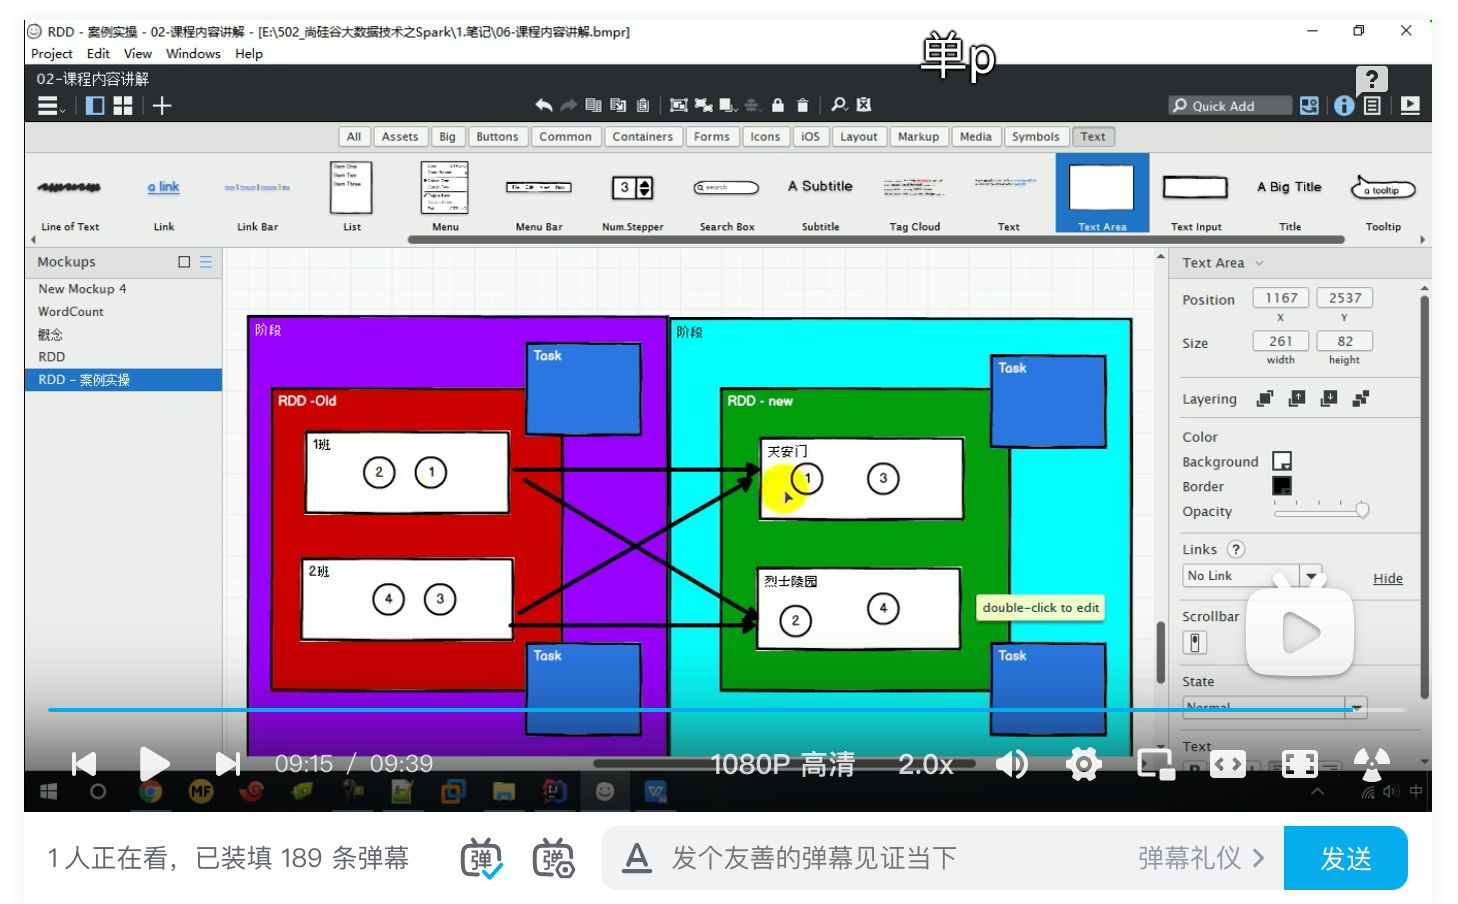 RDD - 案例实操 - 02-课程内容讲解 - [E:\502_尚硅谷大数据技术之Spark\1.笔记\06-课程内容讲解.bmpr]
单p
Project Edit View Windows Help
02-课程内容讲解
?
Quick Add
All Assets Big Buttons Common Containers Forms Icons iOS Layout Markup Media Symbols Text
a link
Item One
Item Two
Item Three
3
search
A Subtitle
A Big Title
a tooltip
Line of Text Link Link Bar List Menu Menu Bar Num.Stepper Search Box Subtitle Tag Cloud Text Text Area Text Input Title Tooltip
Mockups
New Mockup 4
WordCount
概念
RDD
RDD - 案例实操
阶段
Task
RDD -Old
1班
2 1
2班
4 3
Task
阶段
Task
RDD - new
天安门
1 3
烈士陵园
2 4
double-click to edit
Task
Text Area
Position 1167 2537
X Y
Size 261 82
width height
Layering
Color
Background
Border
Opacity
Links ?
No Link
Hide
Scrollbar
State
Normal
Text
09:15 / 09:39
1080P 高清
2.0x
MF
中
1 人正在看，已装填 189 条弹幕
弹
弹
A 发个友善的弹幕见证当下
弹幕礼仪 >
发送